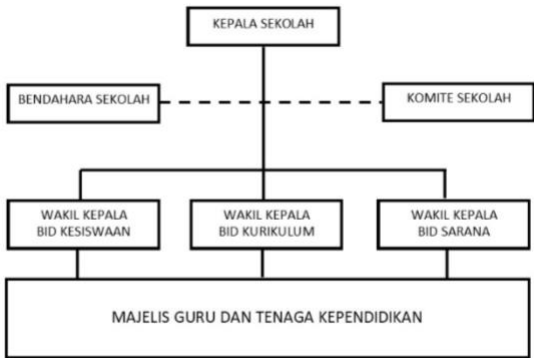 KEPALA SEKOLAH
BENDAHARA SEKOLAH
KOMITE SEKOLAH
WAKIL KEPALA
BID KESISWAAN
WAKIL KEPALA
BID KURIKULUM
WAKIL KEPALA
BID SARANA
MAJELIS GURU DAN TENAGA KEPENDIDIKAN